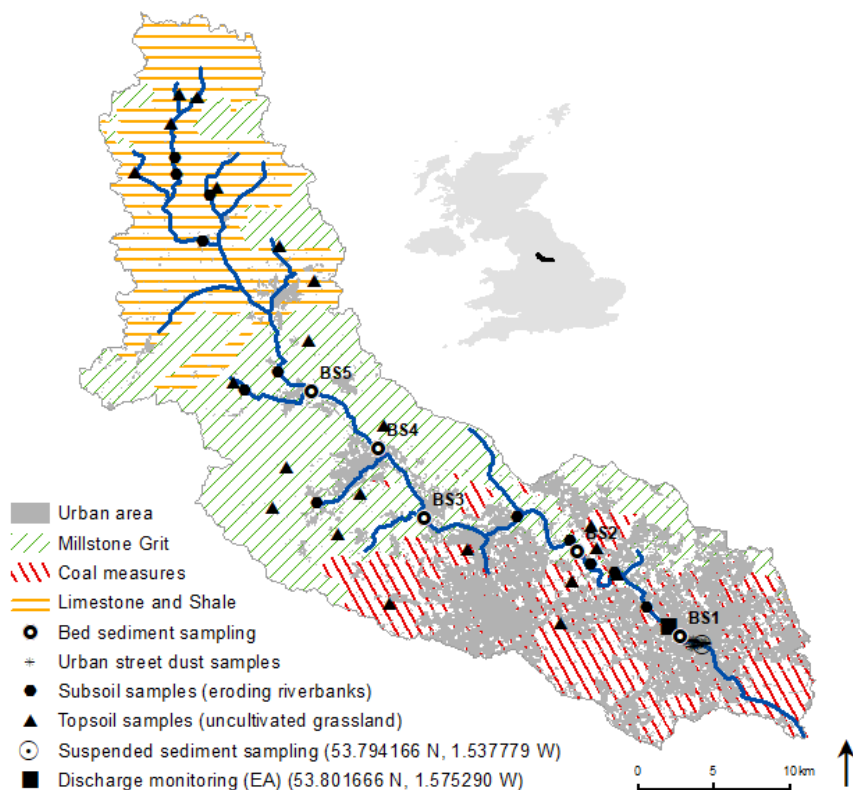 BS5
BS4
BS3
BS2
BS1
Urban area
Millstone Grit
Coal measures
Limestone and Shale
Bed sediment sampling
Urban street dust samples
Subsoil samples (eroding riverbanks)
Topsoil samples (uncultivated grassland)
Suspended sediment sampling (53.794166 N, 1.537779 W)
Discharge monitoring (EA) (53.801666 N, 1.575290 W)
0 5 10 km